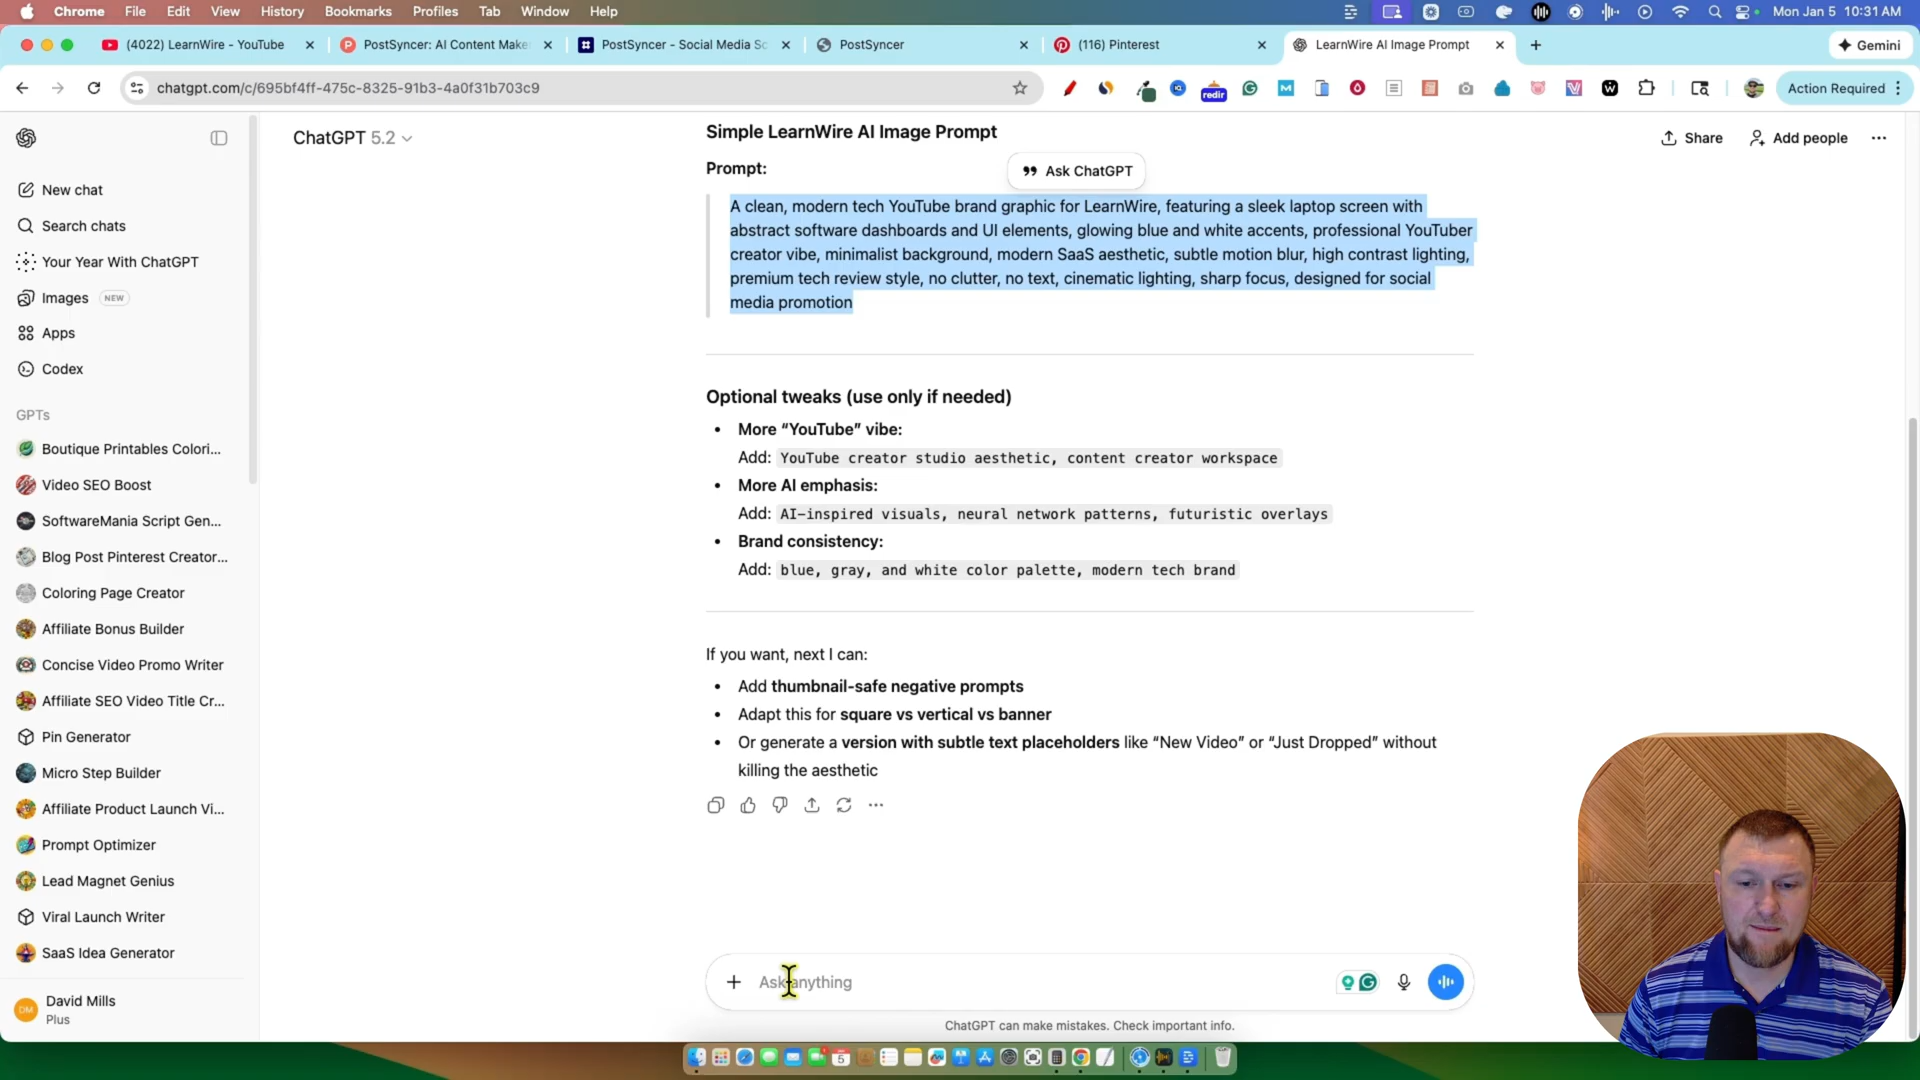 Chrome File Edit View History Bookmarks Profiles Tab Window Help
Mon Jan 5 10:31 AM
(4022) LearnWire - YouTube
PostSyncer: AI Content Make
PostSyncer - Social Media Sc
PostSyncer
(116) Pinterest
LearnWire AI Image Prompt
Gemini
chatgpt.com/c/695bf4ff-475c-8325-91b3-4a0f31b703c9
redir
Action Required
ChatGPT 5.2
Share
Add people
New chat
Search chats
Your Year With ChatGPT
Images NEW
Apps
Codex
GPTs
Boutique Printables Colori...
Video SEO Boost
SoftwareMania Script Gen...
Blog Post Pinterest Creator...
Coloring Page Creator
Affiliate Bonus Builder
Concise Video Promo Writer
Affiliate SEO Video Title Cr...
Pin Generator
Micro Step Builder
Affiliate Product Launch Vi...
Prompt Optimizer
Lead Magnet Genius
Viral Launch Writer
SaaS Idea Generator
DM
David Mills
Plus
Simple LearnWire AI Image Prompt
Prompt:
Ask ChatGPT
A clean, modern tech YouTube brand graphic for LearnWire, featuring a sleek laptop screen with
abstract software dashboards and UI elements, glowing blue and white accents, professional YouTuber
creator vibe, minimalist background, modern SaaS aesthetic, subtle motion blur, high contrast lighting,
premium tech review style, no clutter, no text, cinematic lighting, sharp focus, designed for social
media promotion
Optional tweaks (use only if needed)
• More “YouTube” vibe:
Add: YouTube creator studio aesthetic, content creator workspace
• More AI emphasis:
Add: AI-inspired visuals, neural network patterns, futuristic overlays
• Brand consistency:
Add: blue, gray, and white color palette, modern tech brand
If you want, next I can:
• Add thumbnail-safe negative prompts
• Adapt this for square vs vertical vs banner
• Or generate a version with subtle text placeholders like “New Video” or “Just Dropped” without
killing the aesthetic
Ask anything
ChatGPT can make mistakes. Check important info.
5